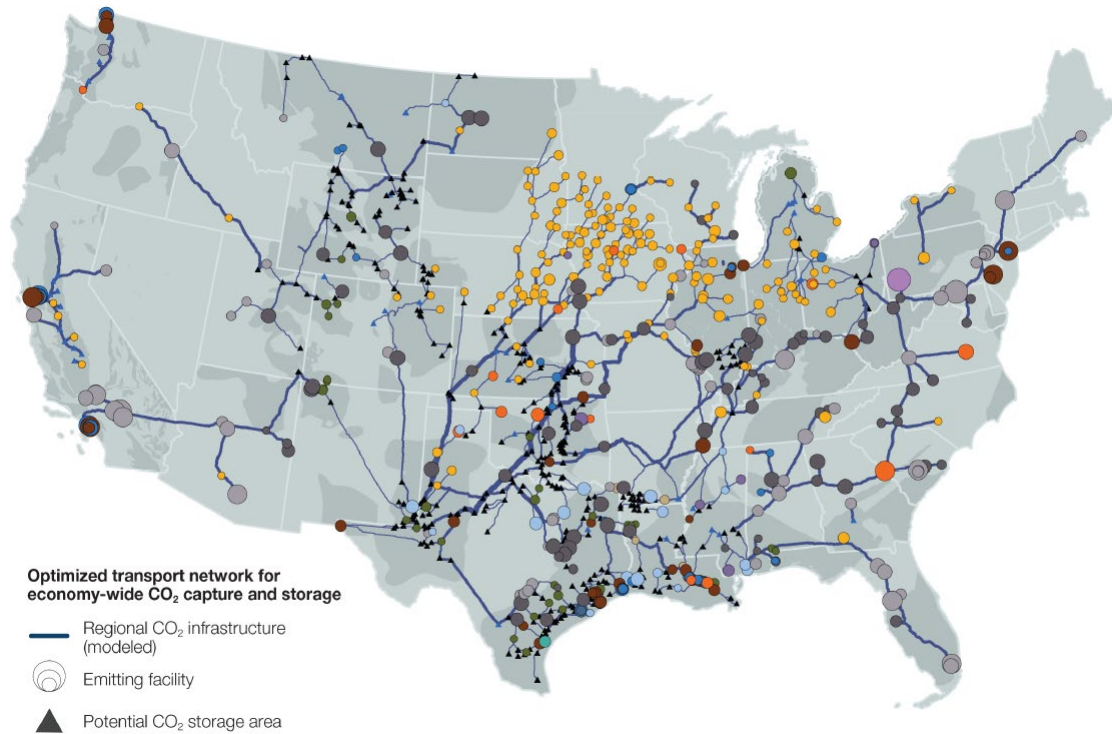 Optimized transport network for
economy-wide CO₂ capture and storage
Regional CO₂ infrastructure
(modeled)
Emitting facility
Potential CO₂ storage area